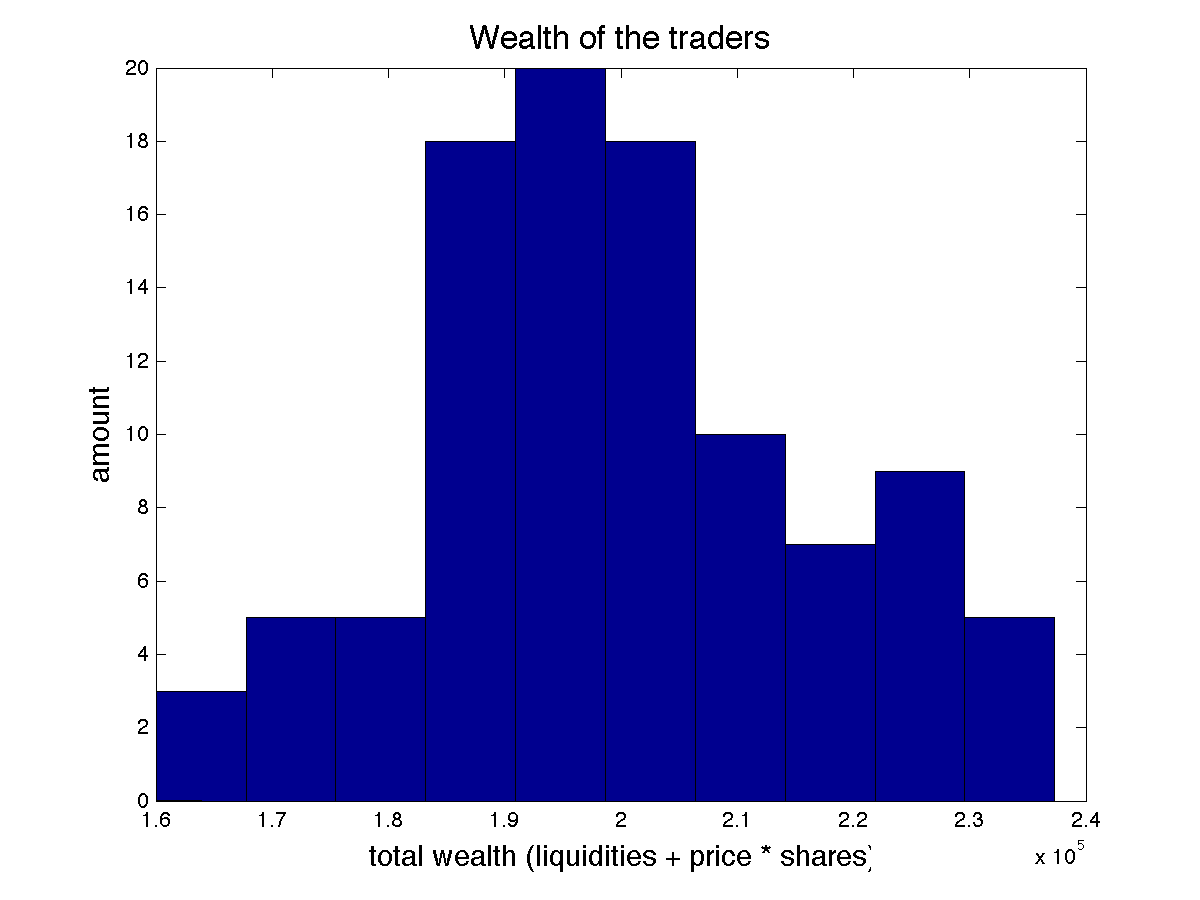 Wealth of the traders
20
18
16
14
12
10
8
6
4
2
0
amount
1.6 1.7 1.8 1.9 2 2.1 2.2 2.3 2.4
x 10^5
total wealth (liquidities + price * shares)